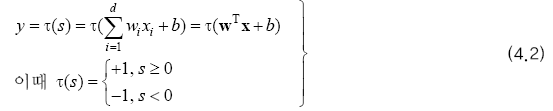 y = τ(s) = τ(∑_{i=1}^{d} w_i x_i + b) = τ(𝐰^T 𝐱 + b)
이때 τ(s) = { +1, s ≥ 0
−1, s < 0
(4.2)